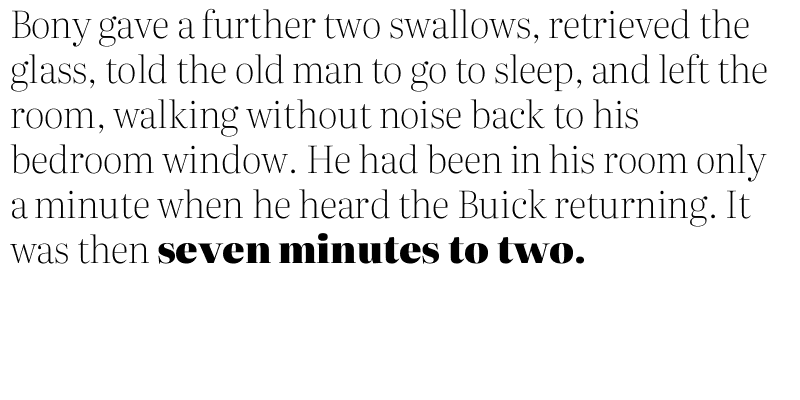 Bony gave a further two swallows, retrieved the
glass, told the old man to go to sleep, and left the
room, walking without noise back to his
bedroom window. He had been in his room only
a minute when he heard the Buick returning. It
was then seven minutes to two.